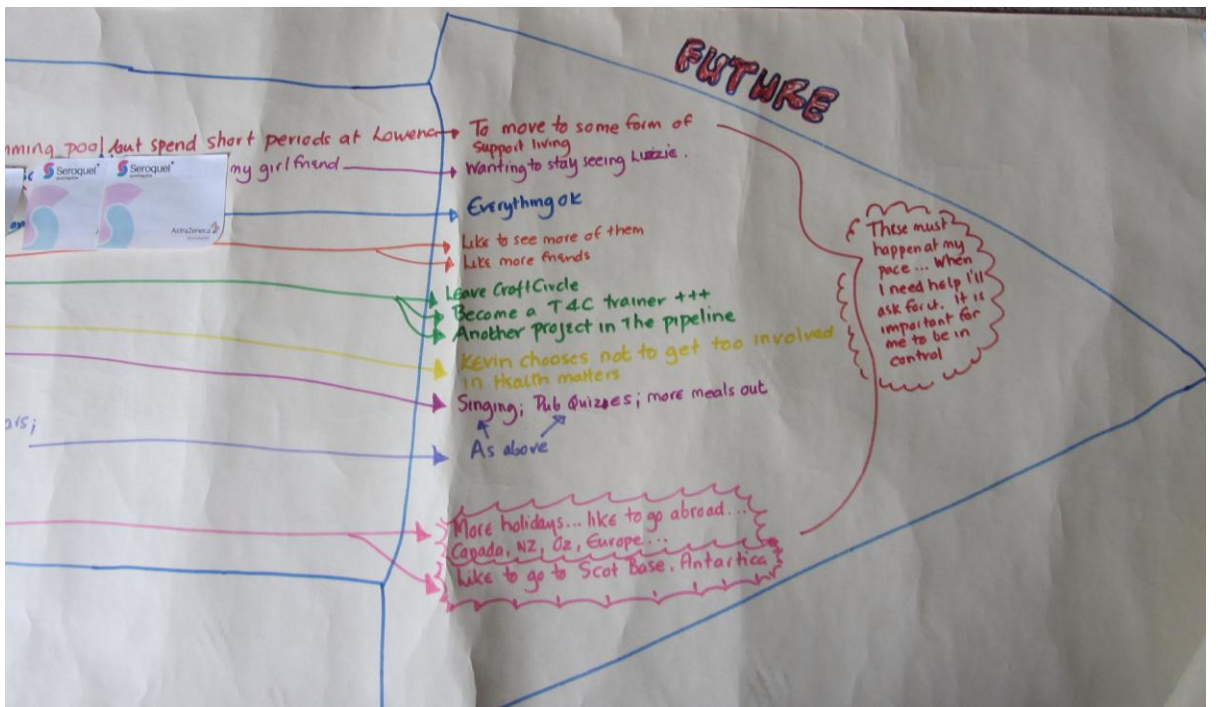 FUTURE
mming pool but spend short periods at Lowena
To move to some form of
support living
my girlfriend
Wanting to stay seeing Lizzie.
Seroquel
Seroquel
AstraZeneca
Everything ok
Like to see more of them
Like more friends
Leave Craft Circle
Become a T4C trainer +++
Another project in The pipeline
Kevin chooses not to get too involved
in Health matters
Singing; Pub Quizzes; more meals out
As above
More holidays... like to go abroad...
Canada, NZ, Oz, Europe...
Like to go to Scot Base, Antartica
These must
happen at my
pace... When
I need help I'll
ask for it. It is
important for
me to be in
control